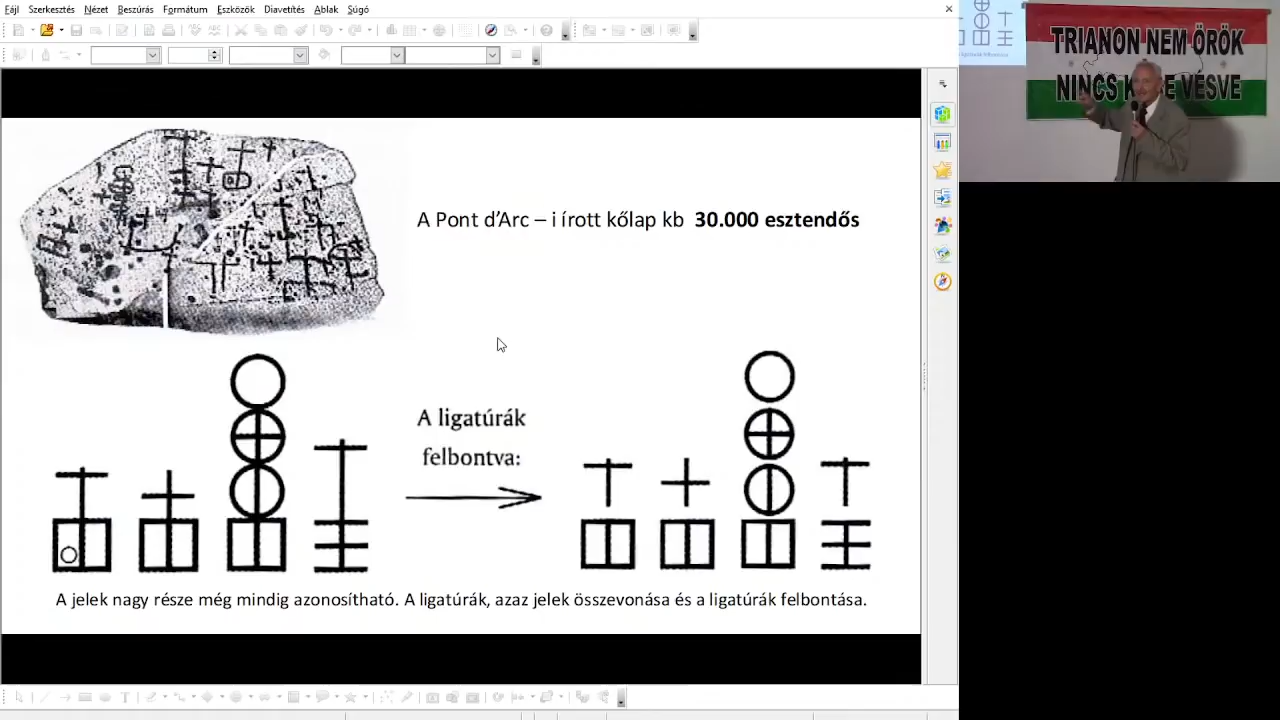 Fájl Szerkesztés Nézet Beszúrás Formátum Eszközök Diavetítés Ablak Súgó
TRIANON NEM ÖRÖK
NINCS VÉSVE
A Pont d’Arc – i írott kőlap kb 30.000 esztendős
A ligatúrák
felbontva:
A jelek nagy része még mindig azonosítható. A ligatúrák, azaz jelek összevonása és a ligatúrák felbontása.